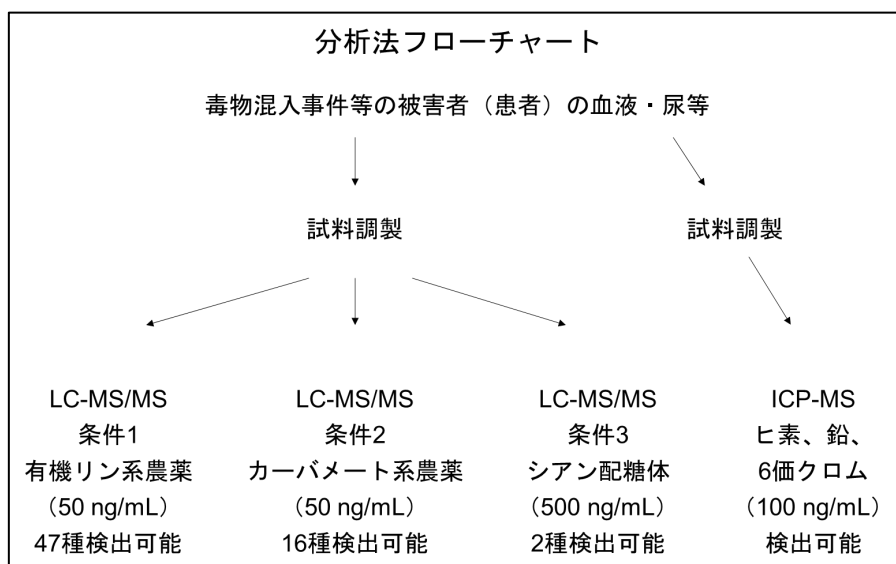 分析法フローチャート
毒物混入事件等の被害者（患者）の血液・尿等
試料調製
試料調製
LC-MS/MS
条件1
有機リン系農薬
（50 ng/mL）
47種検出可能
LC-MS/MS
条件2
カーバメート系農薬
（50 ng/mL）
16種検出可能
LC-MS/MS
条件3
シアン配糖体
（500 ng/mL）
2種検出可能
ICP-MS
ヒ素、鉛、
6価クロム
（100 ng/mL）
検出可能